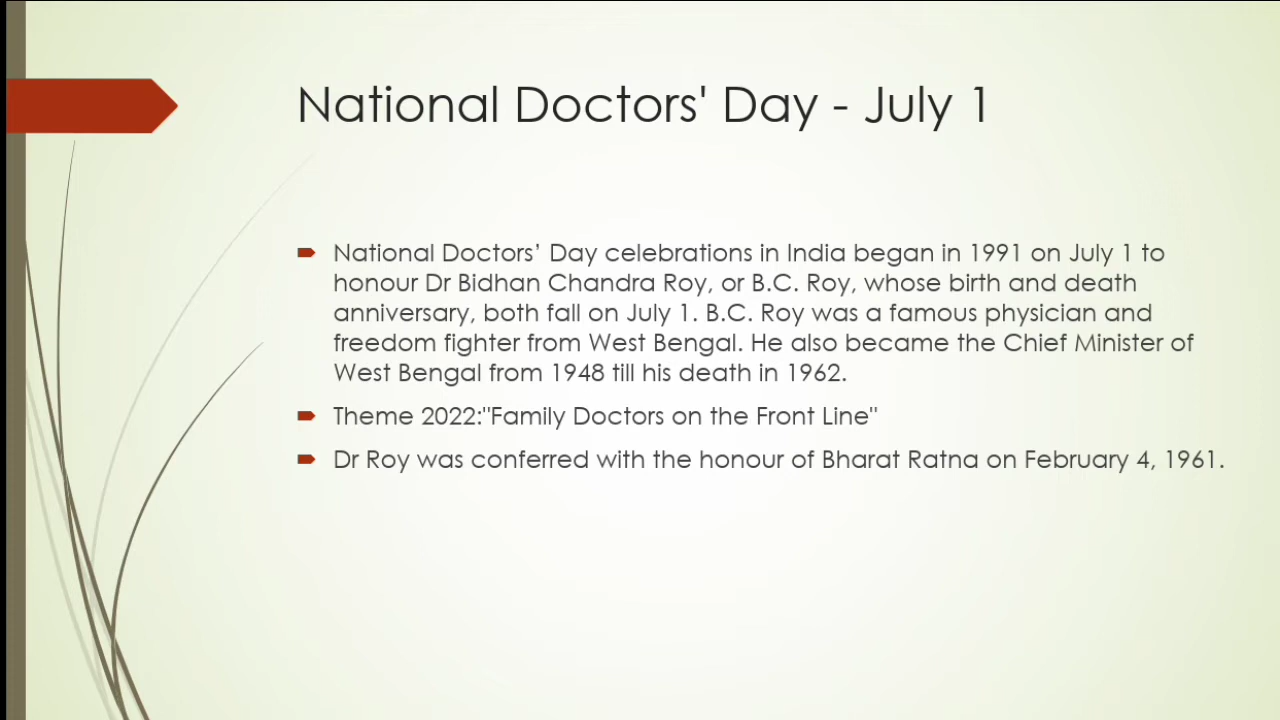 National Doctors' Day - July 1
National Doctors’ Day celebrations in India began in 1991 on July 1 to
honour Dr Bidhan Chandra Roy, or B.C. Roy, whose birth and death
anniversary, both fall on July 1. B.C. Roy was a famous physician and
freedom fighter from West Bengal. He also became the Chief Minister of
West Bengal from 1948 till his death in 1962.
Theme 2022:"Family Doctors on the Front Line"
Dr Roy was conferred with the honour of Bharat Ratna on February 4, 1961.